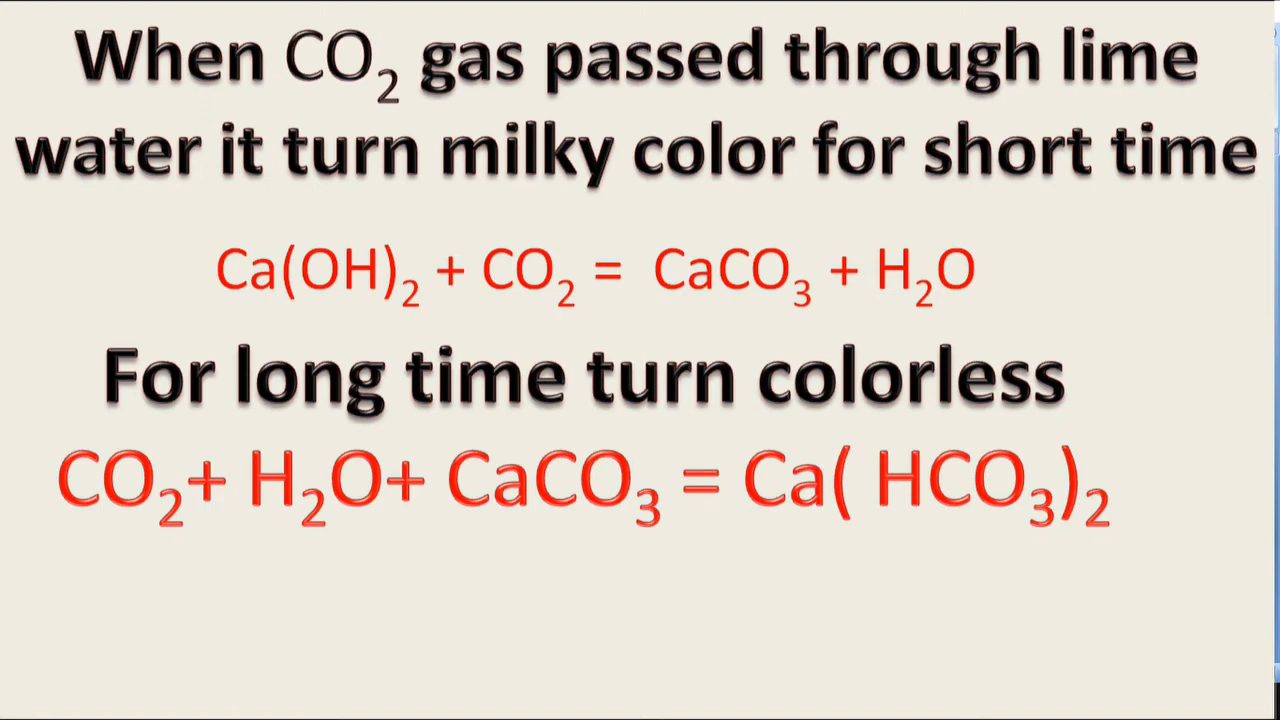 When CO₂ gas passed through lime
water it turn milky color for short time
Ca(OH)₂ + CO₂ = CaCO₃ + H₂O
For long time turn colorless
CO₂+ H₂O+ CaCO₃ = Ca( HCO₃)₂